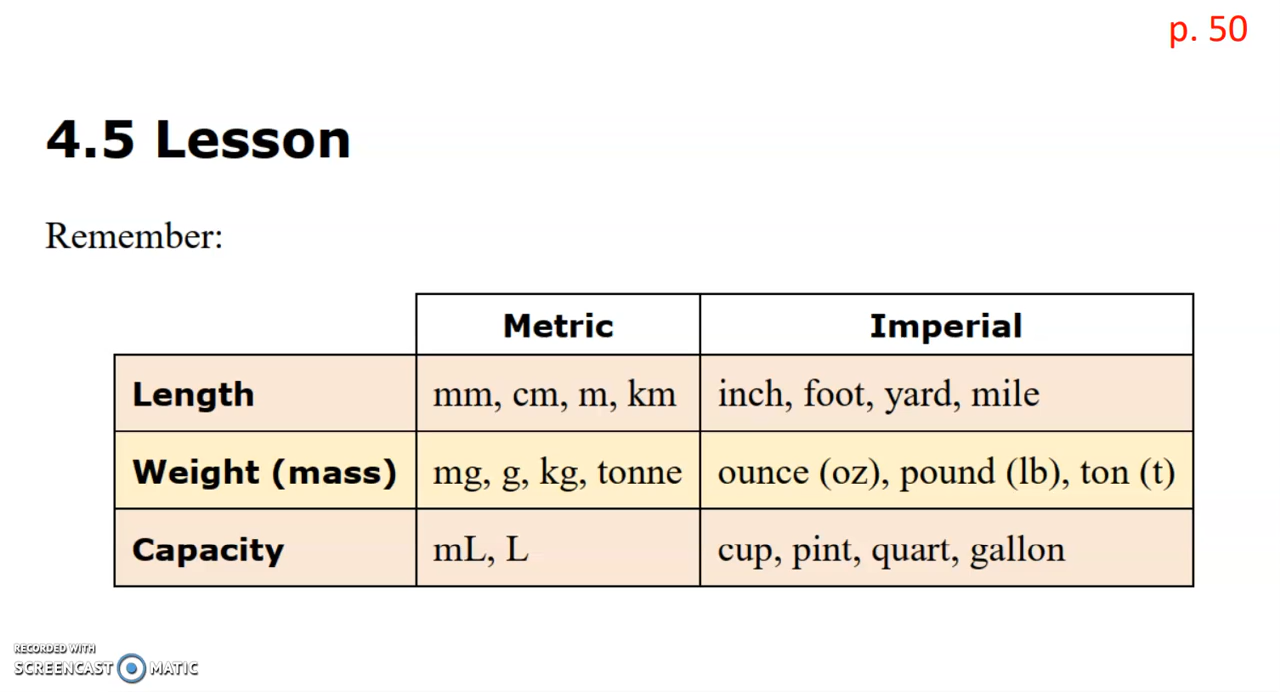 p. 50
4.5 Lesson
Remember:
Metric Imperial
Length mm, cm, m, km inch, foot, yard, mile
Weight (mass) mg, g, kg, tonne ounce (oz), pound (lb), ton (t)
Capacity mL, L cup, pint, quart, gallon
RECORDED WITH
SCREENCAST MATIC